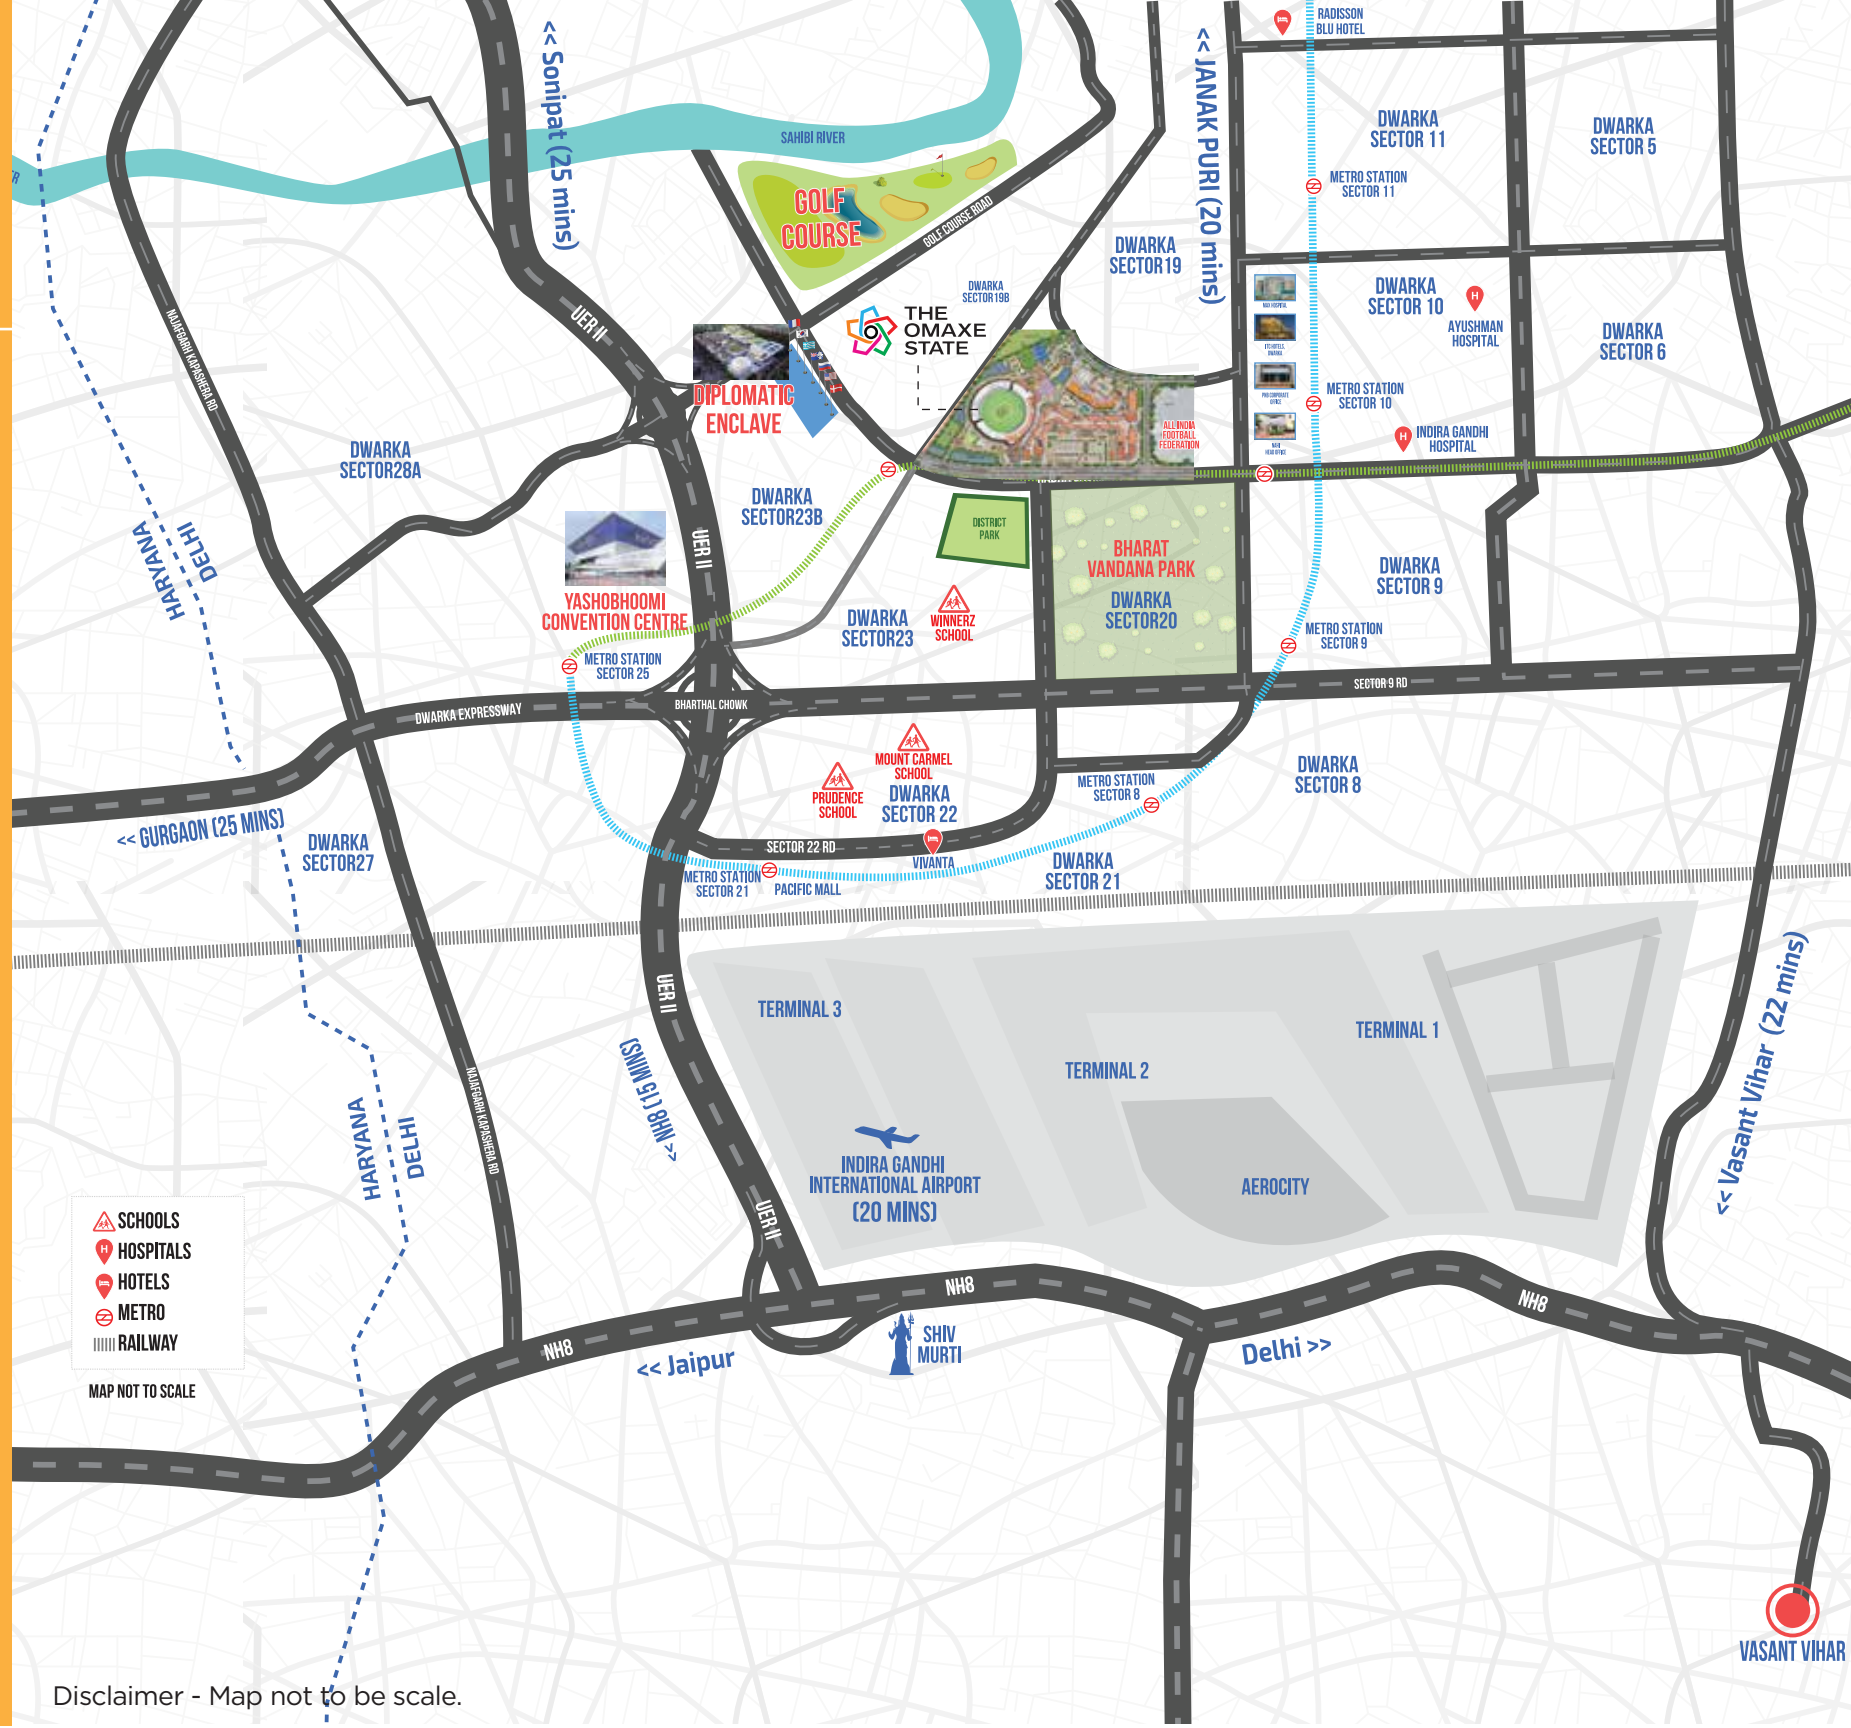 RADISSON
BLU HOTEL
<< Sonipat (25 mins)
<< JANAK PURI (20 mins)
SAHIBI RIVER
DWARKA
SECTOR 11
DWARKA
SECTOR 5
METRO STATION
SECTOR 11
GOLF
COURSE
GOLF COURSE ROAD
DWARKA
SECTOR19
DWARKA
SECTOR19B
NAJAFGARH KAPASHERA RD
UER II
THE
OMAXE
STATE
DWARKA
SECTOR 10
AYUSHMAN
HOSPITAL
DWARKA
SECTOR 6
DIPLOMATIC
ENCLAVE
METRO STATION
SECTOR 10
ALL INDIA
FOOTBALL
FEDERATION
INDIRA GANDHI
HOSPITAL
DWARKA
SECTOR28A
DWARKA
SECTOR23B
DISTRICT
PARK
HARYANA
DELHI
UER II
BHARAT
VANDANA PARK
DWARKA
SECTOR20
DWARKA
SECTOR 9
YASHOBHOOMI
CONVENTION CENTRE
DWARKA
SECTOR23
WINNERZ
SCHOOL
METRO STATION
SECTOR 9
METRO STATION
SECTOR 25
SECTOR 9 RD
DWARKA EXPRESSWAY
BHARTHAL CHOWK
MOUNT CARMEL
SCHOOL
PRUDENCE
SCHOOL
DWARKA
SECTOR 22
METRO STATION
SECTOR 8
DWARKA
SECTOR 8
<< GURGAON (25 MINS)
DWARKA
SECTOR27
SECTOR 22 RD
VIVANTA
METRO STATION
SECTOR 21
PACIFIC MALL
DWARKA
SECTOR 21
UER II
TERMINAL 3
TERMINAL 2
TERMINAL 1
NH8 (15 MINS) >>
<< Vasant Vihar (22 mins)
NAJAFGARH KAPASHERA RD
HARYANA
DELHI
INDIRA GANDHI
INTERNATIONAL AIRPORT
(20 MINS)
AEROCITY
UER II
SCHOOLS
HOSPITALS
HOTELS
METRO
RAILWAY
MAP NOT TO SCALE
NH8
NH8
NH8
<< Jaipur
SHIV
MURTI
Delhi >>
VASANT VIHAR
Disclaimer - Map not to be scale.